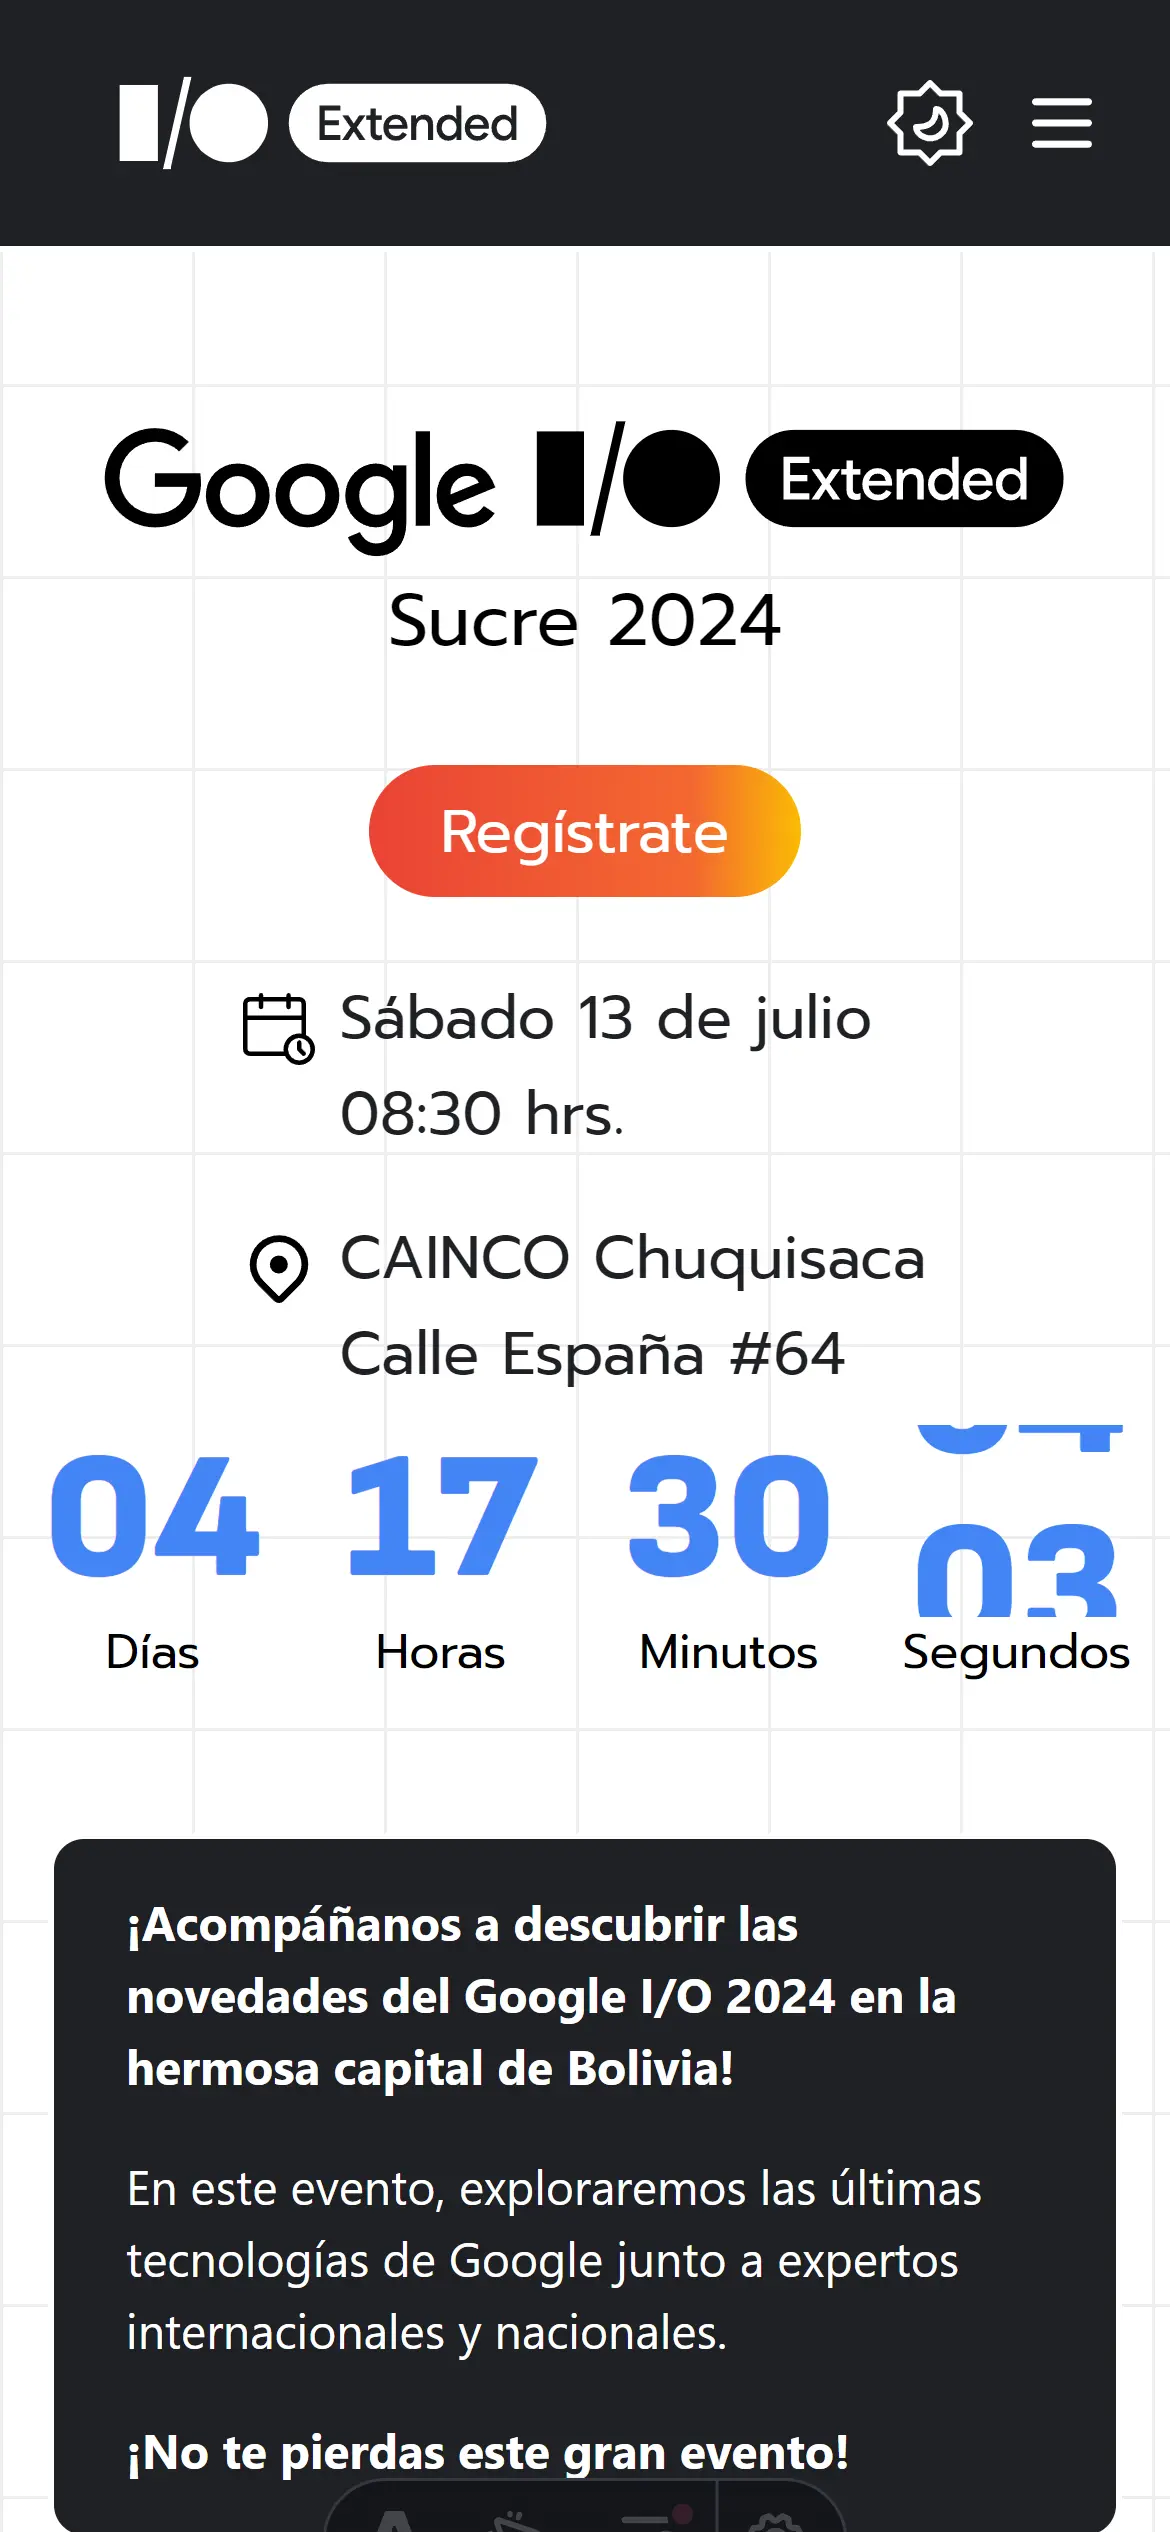 I/O Extended
Google I/O Extended
Sucre 2024
Regístrate
Sábado 13 de julio
08:30 hrs.
CAINCO Chuquisaca
Calle España #64
04 17 30 03
Días Horas Minutos Segundos
¡Acompáñanos a descubrir las
novedades del Google I/O 2024 en la
hermosa capital de Bolivia!
En este evento, exploraremos las últimas
tecnologías de Google junto a expertos
internacionales y nacionales.
¡No te pierdas este gran evento!